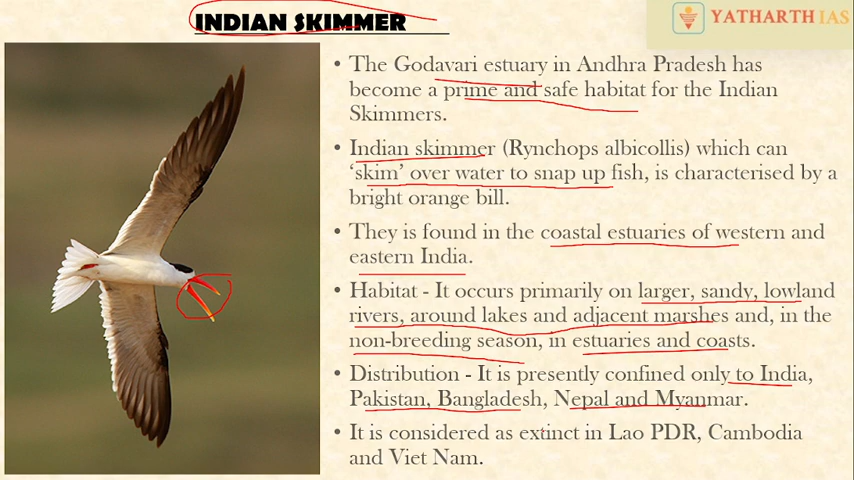 INDIAN SKIMMER
YATHARTH IAS
• The Godavari estuary in Andhra Pradesh has
become a prime and safe habitat for the Indian
Skimmers.
• Indian skimmer (Rynchops albicollis) which can
‘skim’ over water to snap up fish, is characterised by a
bright orange bill.
• They is found in the coastal estuaries of western and
eastern India.
• Habitat - It occurs primarily on larger, sandy, lowland
rivers, around lakes and adjacent marshes and, in the
non-breeding season, in estuaries and coasts.
• Distribution - It is presently confined only to India,
Pakistan, Bangladesh, Nepal and Myanmar.
• It is considered as extinct in Lao PDR, Cambodia
and Viet Nam.